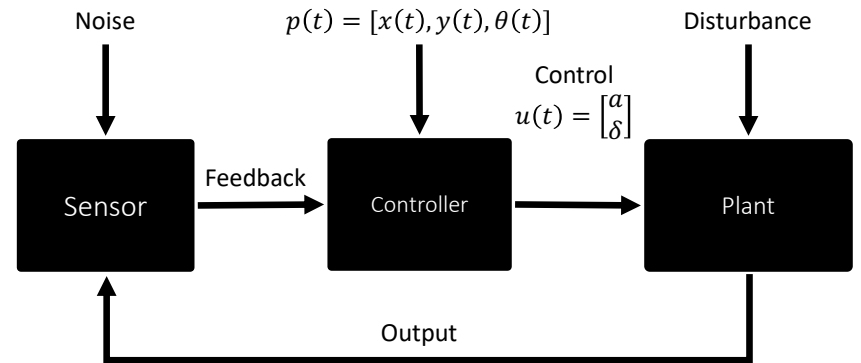 Noise
p(t) = [x(t), y(t), θ(t)]
Disturbance
Control
u(t) = [a
δ]
Sensor
Feedback
Controller
Plant
Output